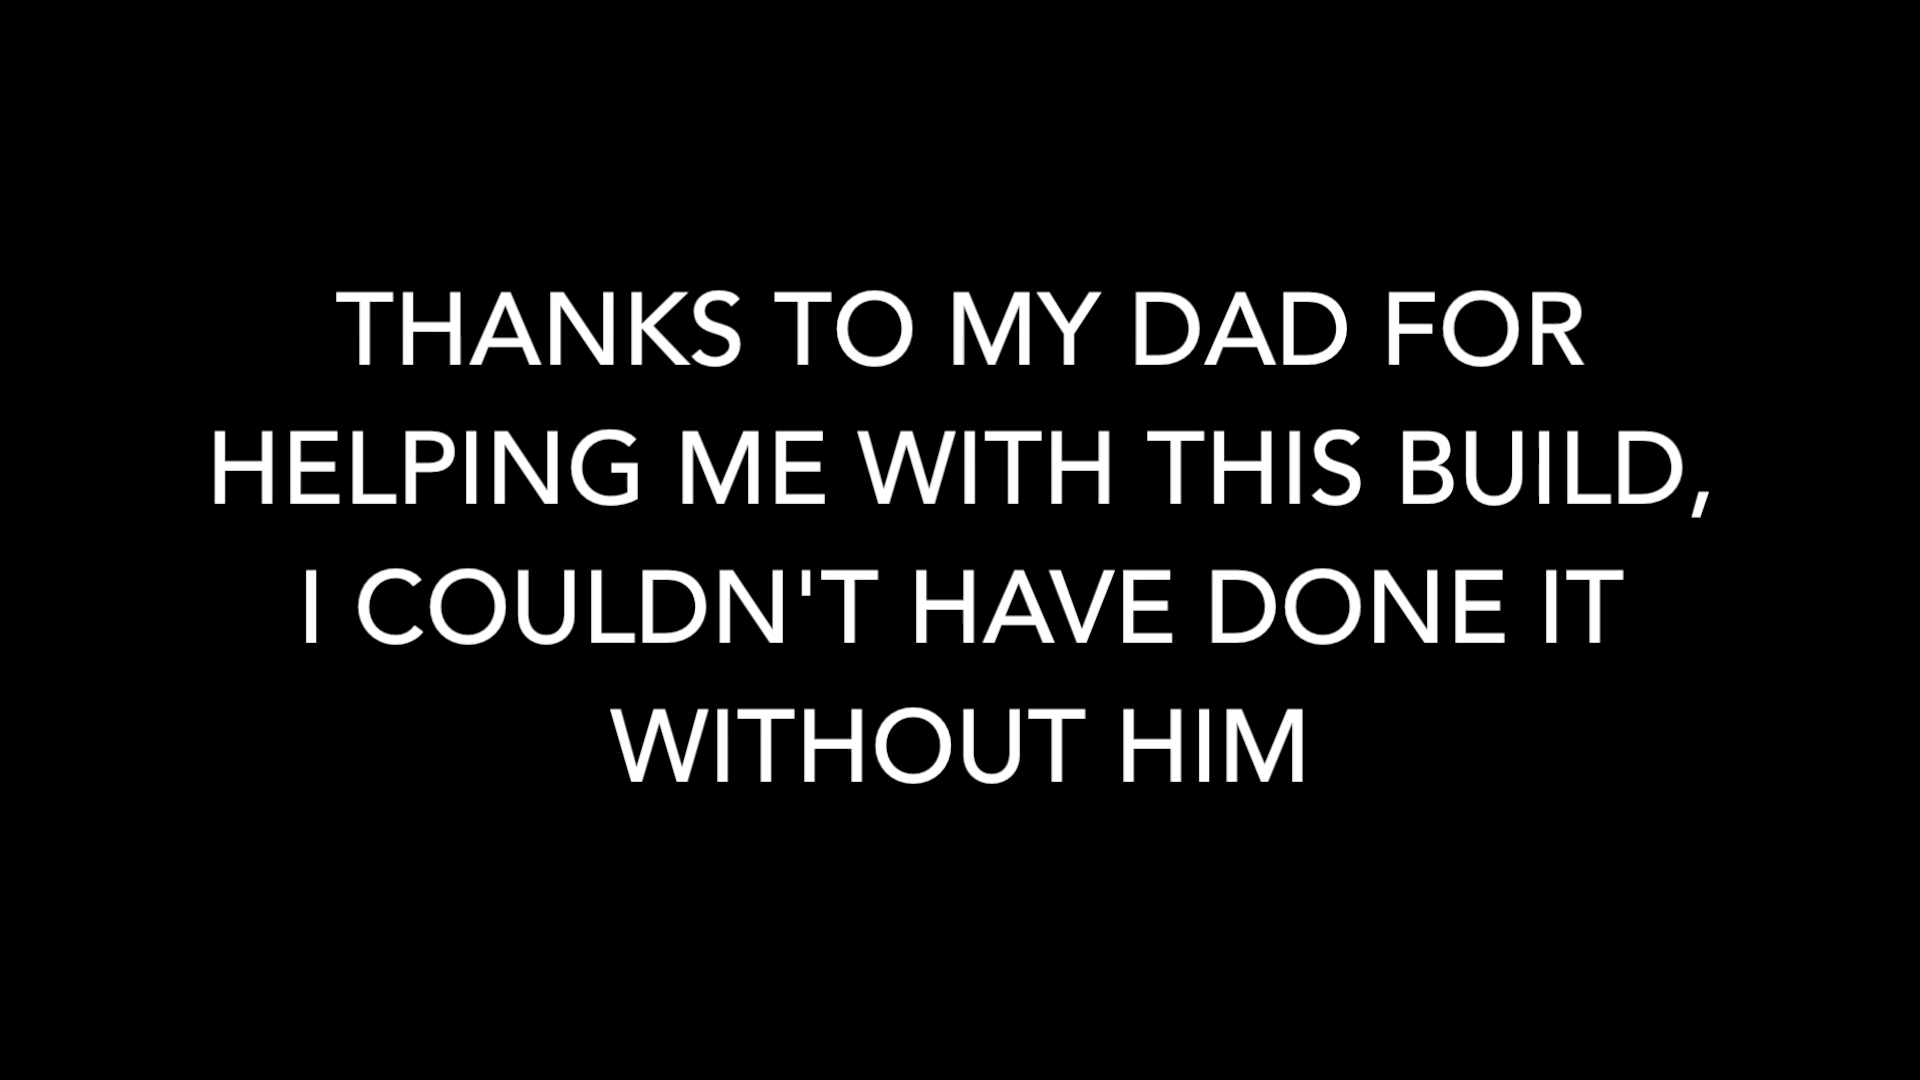 THANKS TO MY DAD FOR
HELPING ME WITH THIS BUILD,
I COULDN'T HAVE DONE IT
WITHOUT HIM